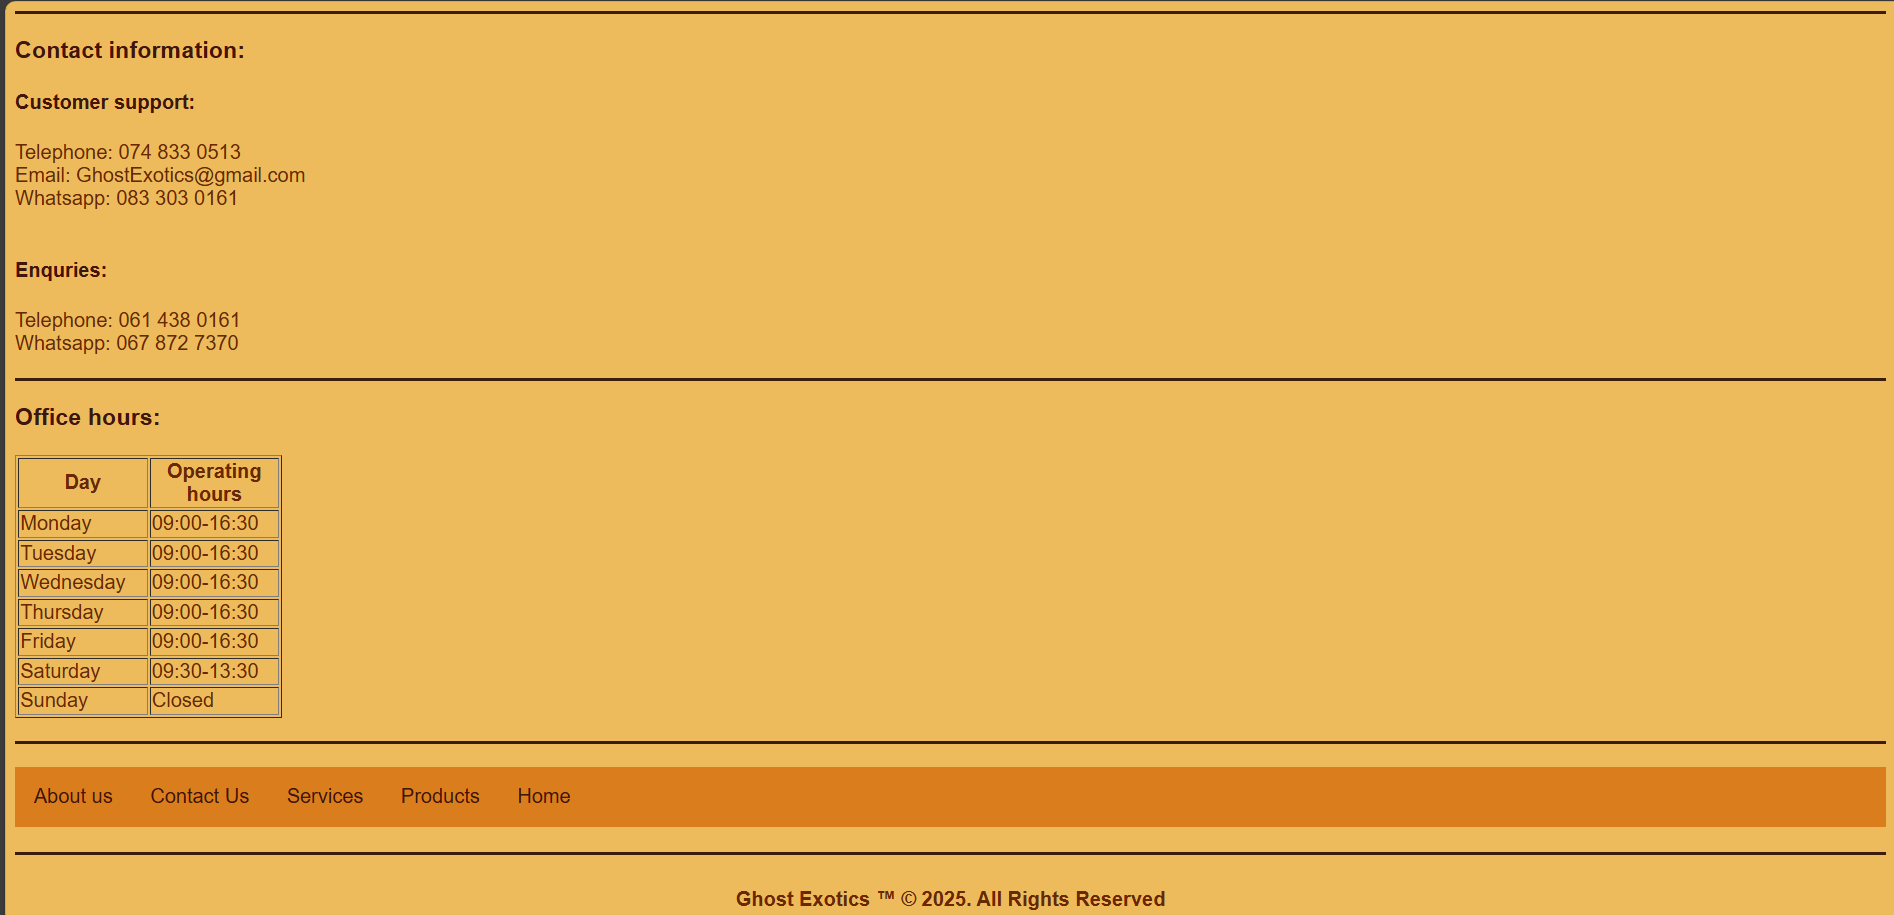 Contact information:
Customer support:
Telephone: 074 833 0513
Email: GhostExotics@gmail.com
Whatsapp: 083 303 0161
Enquries:
Telephone: 061 438 0161
Whatsapp: 067 872 7370
Office hours:
Day Operating hours
Monday 09:00-16:30
Tuesday 09:00-16:30
Wednesday 09:00-16:30
Thursday 09:00-16:30
Friday 09:00-16:30
Saturday 09:30-13:30
Sunday Closed
About us Contact Us Services Products Home
Ghost Exotics ™ © 2025. All Rights Reserved